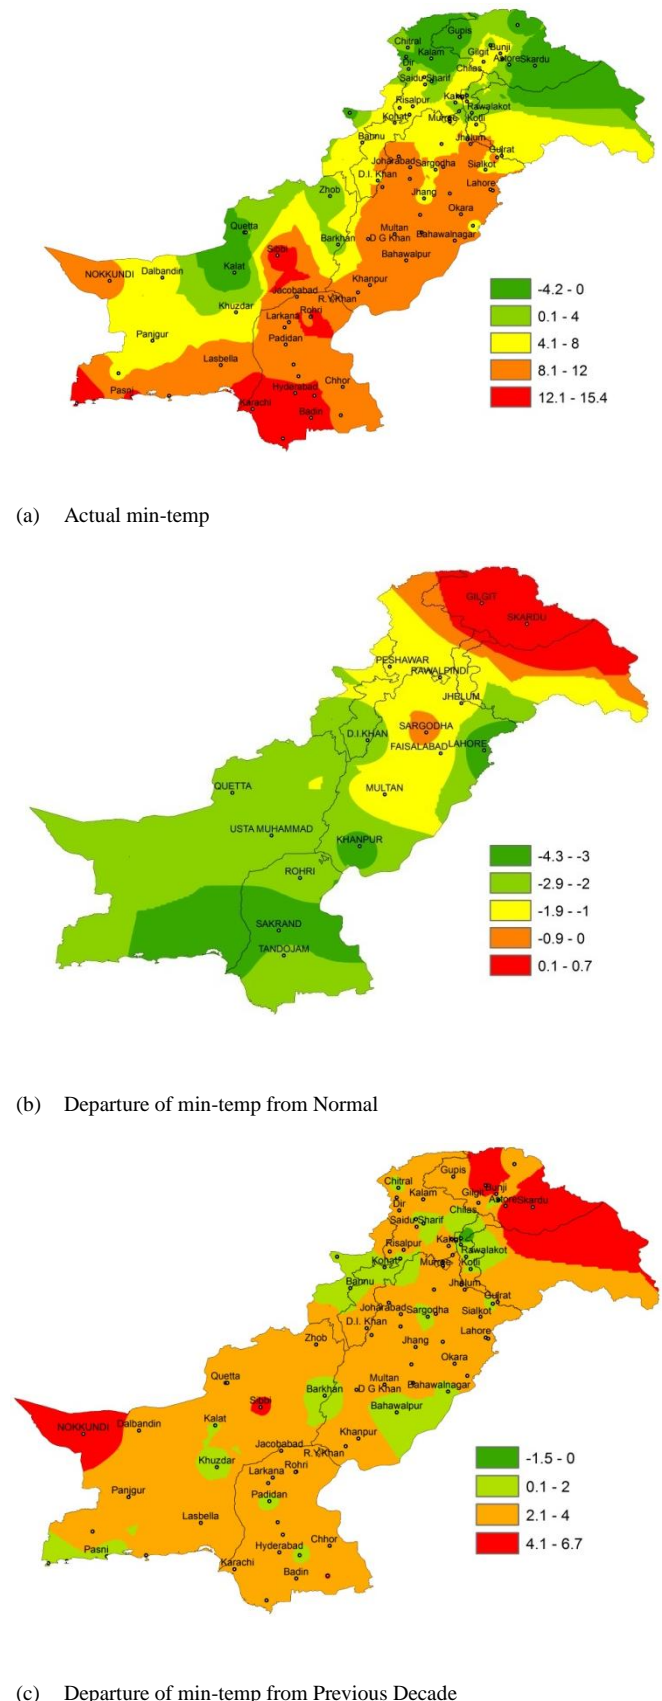 Chitral
Gupis
Kalam
Gilgit
Bunji
Dir
Astore
Skardu
Chilas
Saidu Sharif
Risalpur
Rawalakot
Kohat
Kotli
Bannu
Jhalum
Gujrat
Joharabad
Sargodha
Sialkot
D.I. Khan
Lahore
Zhob
Jhang
Okara
Quetta
Multan
Barkhan
D G Khan
Bahawalnagar
Sibbi
Bahawalpur
NOKKUNDI
Dalbandin
Kalat
Khanpur
Jacobabad
R.Y.Khan
Khuzdar
Larkana
Rohri
Panjgur
Padidan
Lasbella
Pasni
Hyderabad
Chhor
Karachi
Badin
-4.2 - 0
0.1 - 4
4.1 - 8
8.1 - 12
12.1 - 15.4
(a) Actual min-temp
GILGIT
SKARDU
PESHAWAR
RAWALPINDI
JHELUM
SARGODHA
D.I.KHAN
FAISALABAD
LAHORE
QUETTA
MULTAN
USTA MUHAMMAD
KHANPUR
ROHRI
SAKRAND
TANDOJAM
-4.3 - -3
-2.9 - -2
-1.9 - -1
-0.9 - 0
0.1 - 0.7
(b) Departure of min-temp from Normal
Gupis
Chitral
Kalam
Gilgit
Bunji
Dir
Astore
Skardu
Chilas
Saidu Sharif
Risalpur
Rawalakot
Kohat
Kotli
Bannu
Jhalum
Gujrat
Joharabad
Sargodha
Sialkot
D.I. Khan
Lahore
Zhob
Jhang
Okara
Quetta
Multan
Barkhan
D G Khan
Bahawalnagar
Sibbi
Bahawalpur
NOKKUNDI
Dalbandin
Kalat
Khanpur
Jacobabad
R.Y.Khan
Khuzdar
Larkana
Rohri
Panjgur
Padidan
Lasbella
Pasni
Hyderabad
Chhor
Karachi
Badin
-1.5 - 0
0.1 - 2
2.1 - 4
4.1 - 6.7
(c) Departure of min-temp from Previous Decade